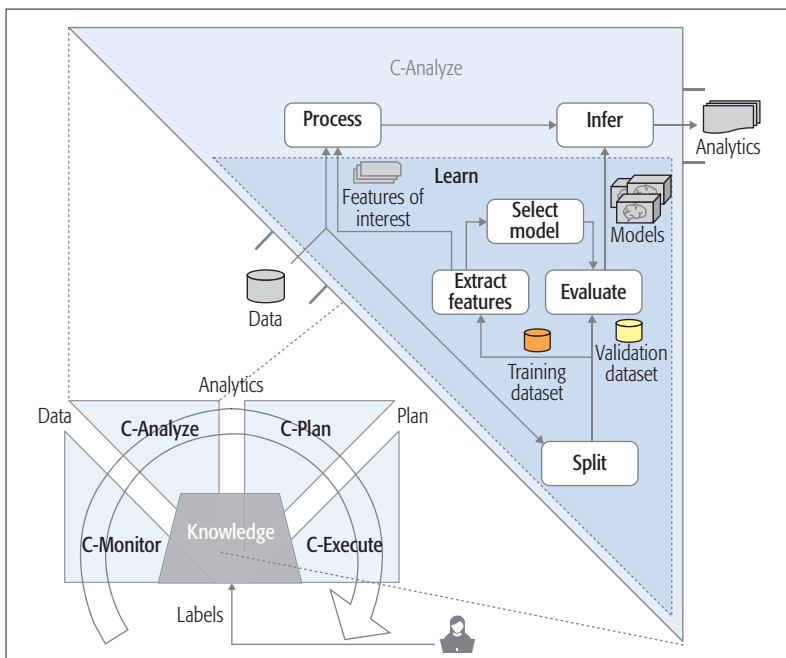 C-Analyze
Process
Infer
Analytics
Learn
Features of
interest
Select
model
Models
Extract
features
Evaluate
Data
Training
dataset
Validation
dataset
Split
Analytics
Data
Plan
C-Analyze
C-Plan
Knowledge
C-Monitor
C-Execute
Labels